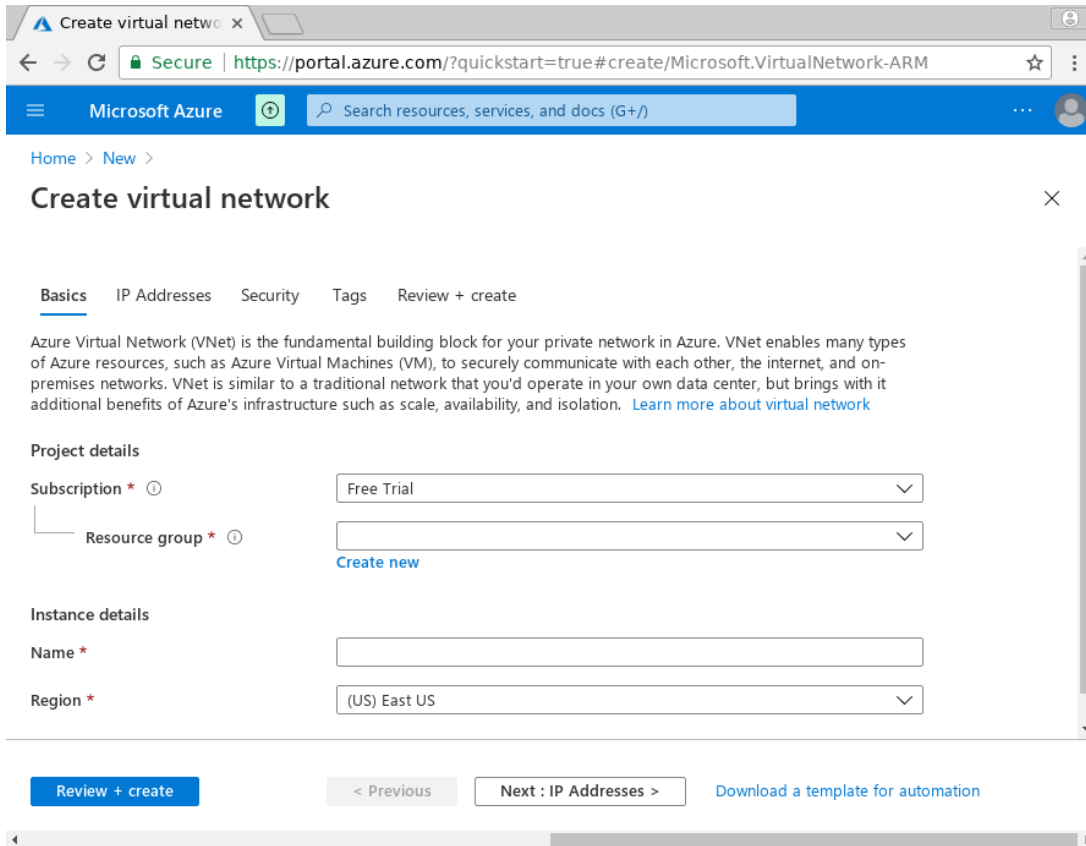 Create virtual netwo
Secure | https://portal.azure.com/?quickstart=true#create/Microsoft.VirtualNetwork-ARM
Microsoft Azure
Search resources, services, and docs (G+/)
Home > New >
Create virtual network
Basics IP Addresses Security Tags Review + create
Azure Virtual Network (VNet) is the fundamental building block for your private network in Azure. VNet enables many types
of Azure resources, such as Azure Virtual Machines (VM), to securely communicate with each other, the internet, and on-
premises networks. VNet is similar to a traditional network that you'd operate in your own data center, but brings with it
additional benefits of Azure's infrastructure such as scale, availability, and isolation. Learn more about virtual network
Project details
Subscription * Free Trial
Resource group *
Create new
Instance details
Name *
Region * (US) East US
Review + create < Previous Next : IP Addresses > Download a template for automation